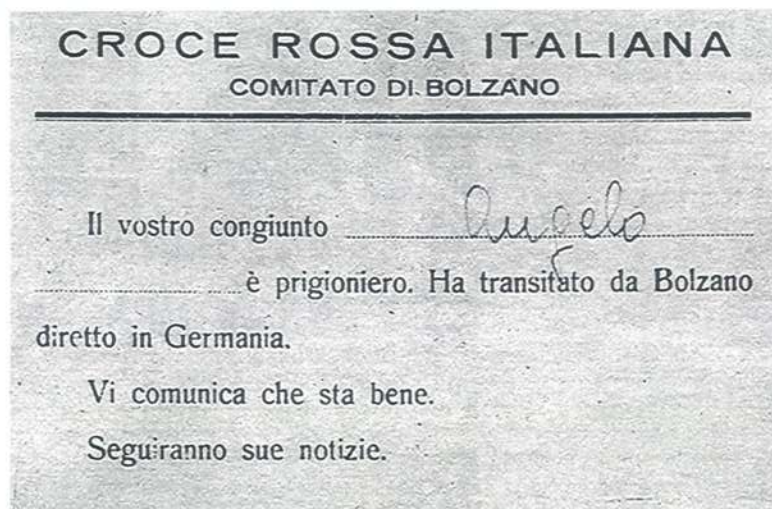 CROCE ROSSA ITALIANA
COMITATO DI BOLZANO
Il vostro congiunto Angelo
è prigioniero. Ha transitato da Bolzano
diretto in Germania.
Vi comunica che sta bene.
Seguiranno sue notizie.